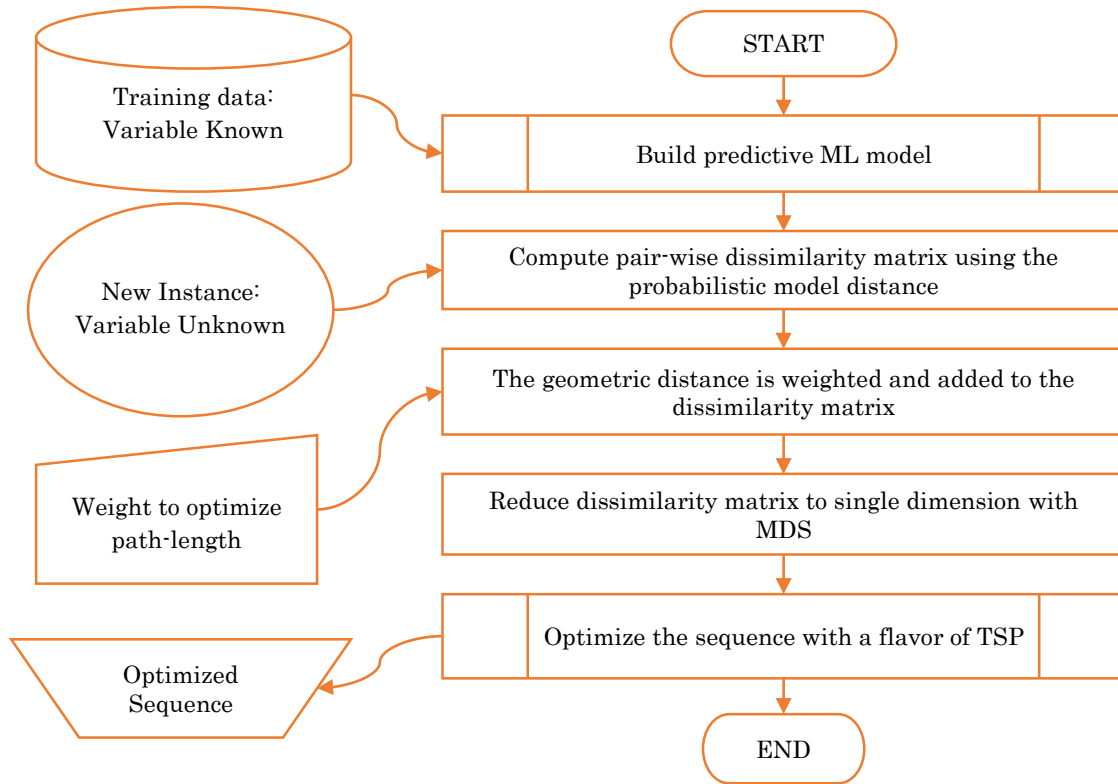 START
Training data:
Variable Known
Build predictive ML model
New Instance:
Variable Unknown
Compute pair-wise dissimilarity matrix using the
probabilistic model distance
The geometric distance is weighted and added to the
dissimilarity matrix
Weight to optimize
path-length
Reduce dissimilarity matrix to single dimension with
MDS
Optimize the sequence with a flavor of TSP
Optimized
Sequence
END